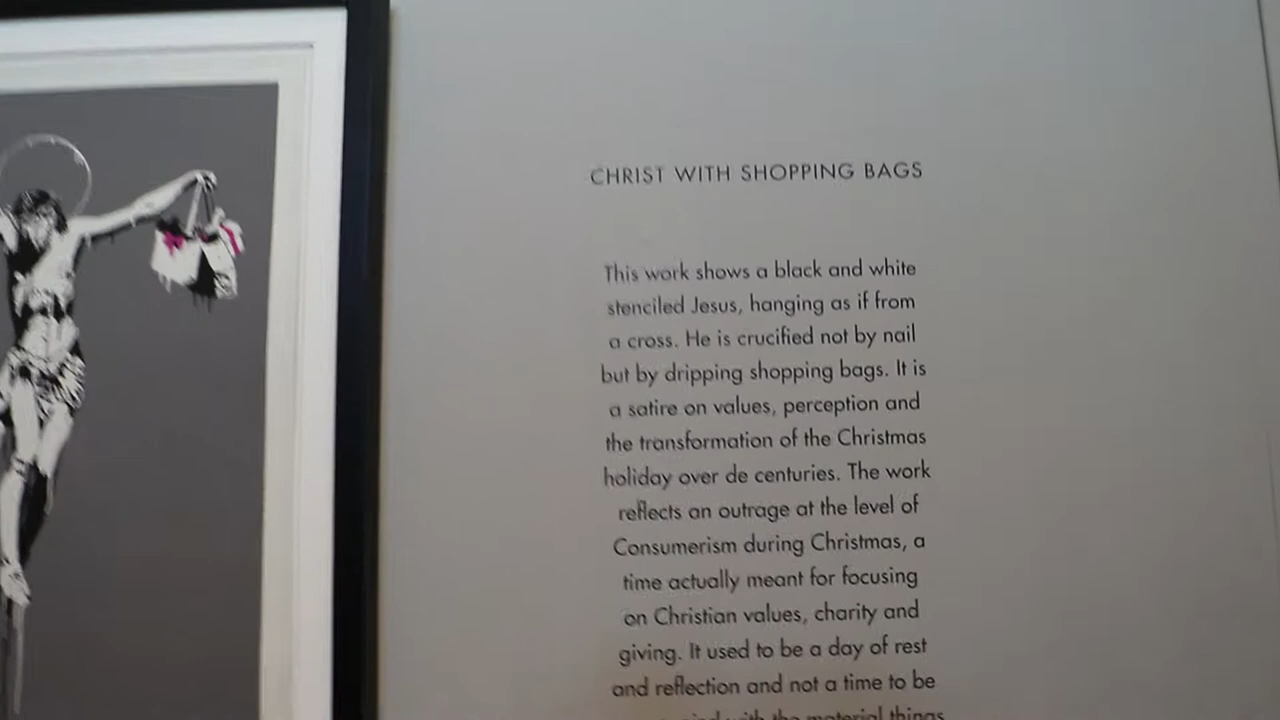 CHRIST WITH SHOPPING BAGS
This work shows a black and white
stenciled Jesus, hanging as if from
a cross. He is crucified not by nail
but by dripping shopping bags. It is
a satire on values, perception and
the transformation of the Christmas
holiday over de centuries. The work
reflects an outrage at the level of
Consumerism during Christmas, a
time actually meant for focusing
on Christian values, charity and
giving. It used to be a day of rest
and reflection and not a time to be
with the material things